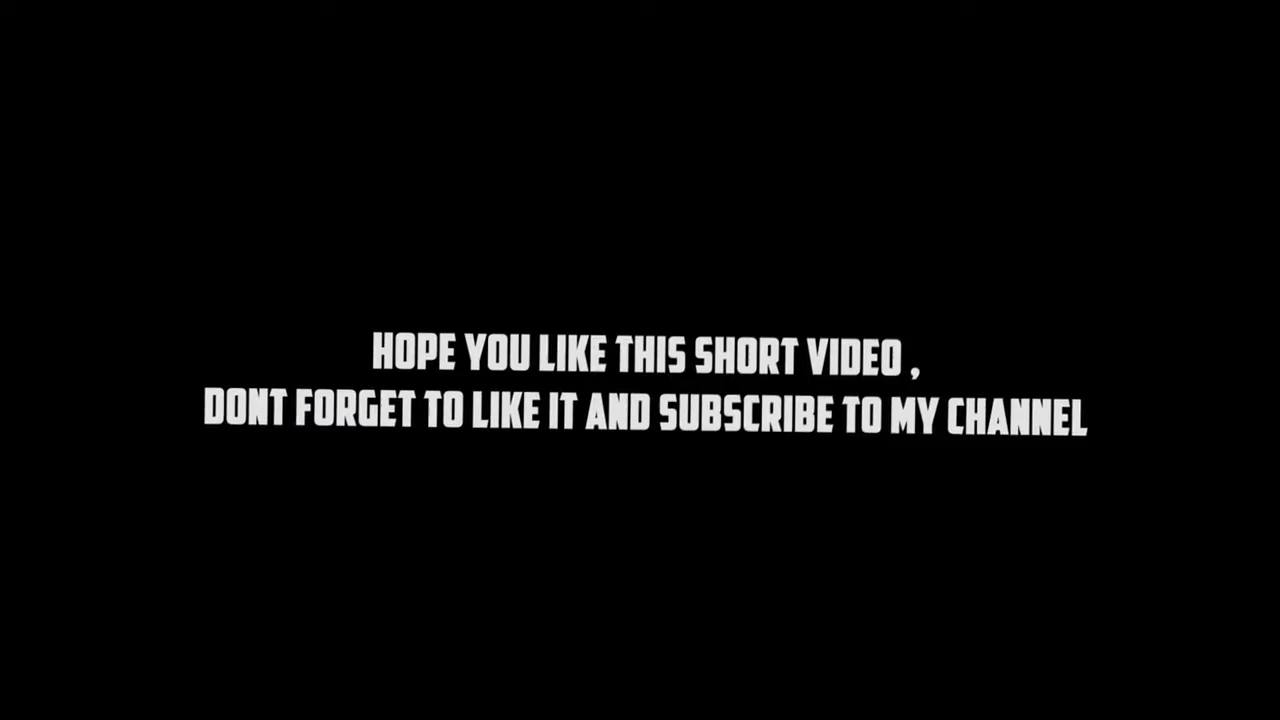 HOPE YOU LIKE THIS SHORT VIDEO ,
DONT FORGET TO LIKE IT AND SUBSCRIBE TO MY CHANNEL